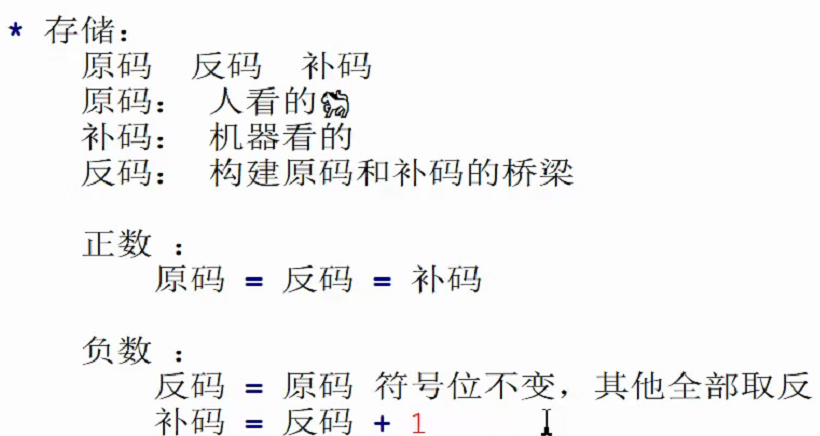 * 存储：
原码 反码 补码
原码： 人看的
补码： 机器看的
反码： 构建原码和补码的桥梁
正数 ：
原码 = 反码 = 补码
负数 ：
反码 = 原码 符号位不变，其他全部取反
补码 = 反码 + 1